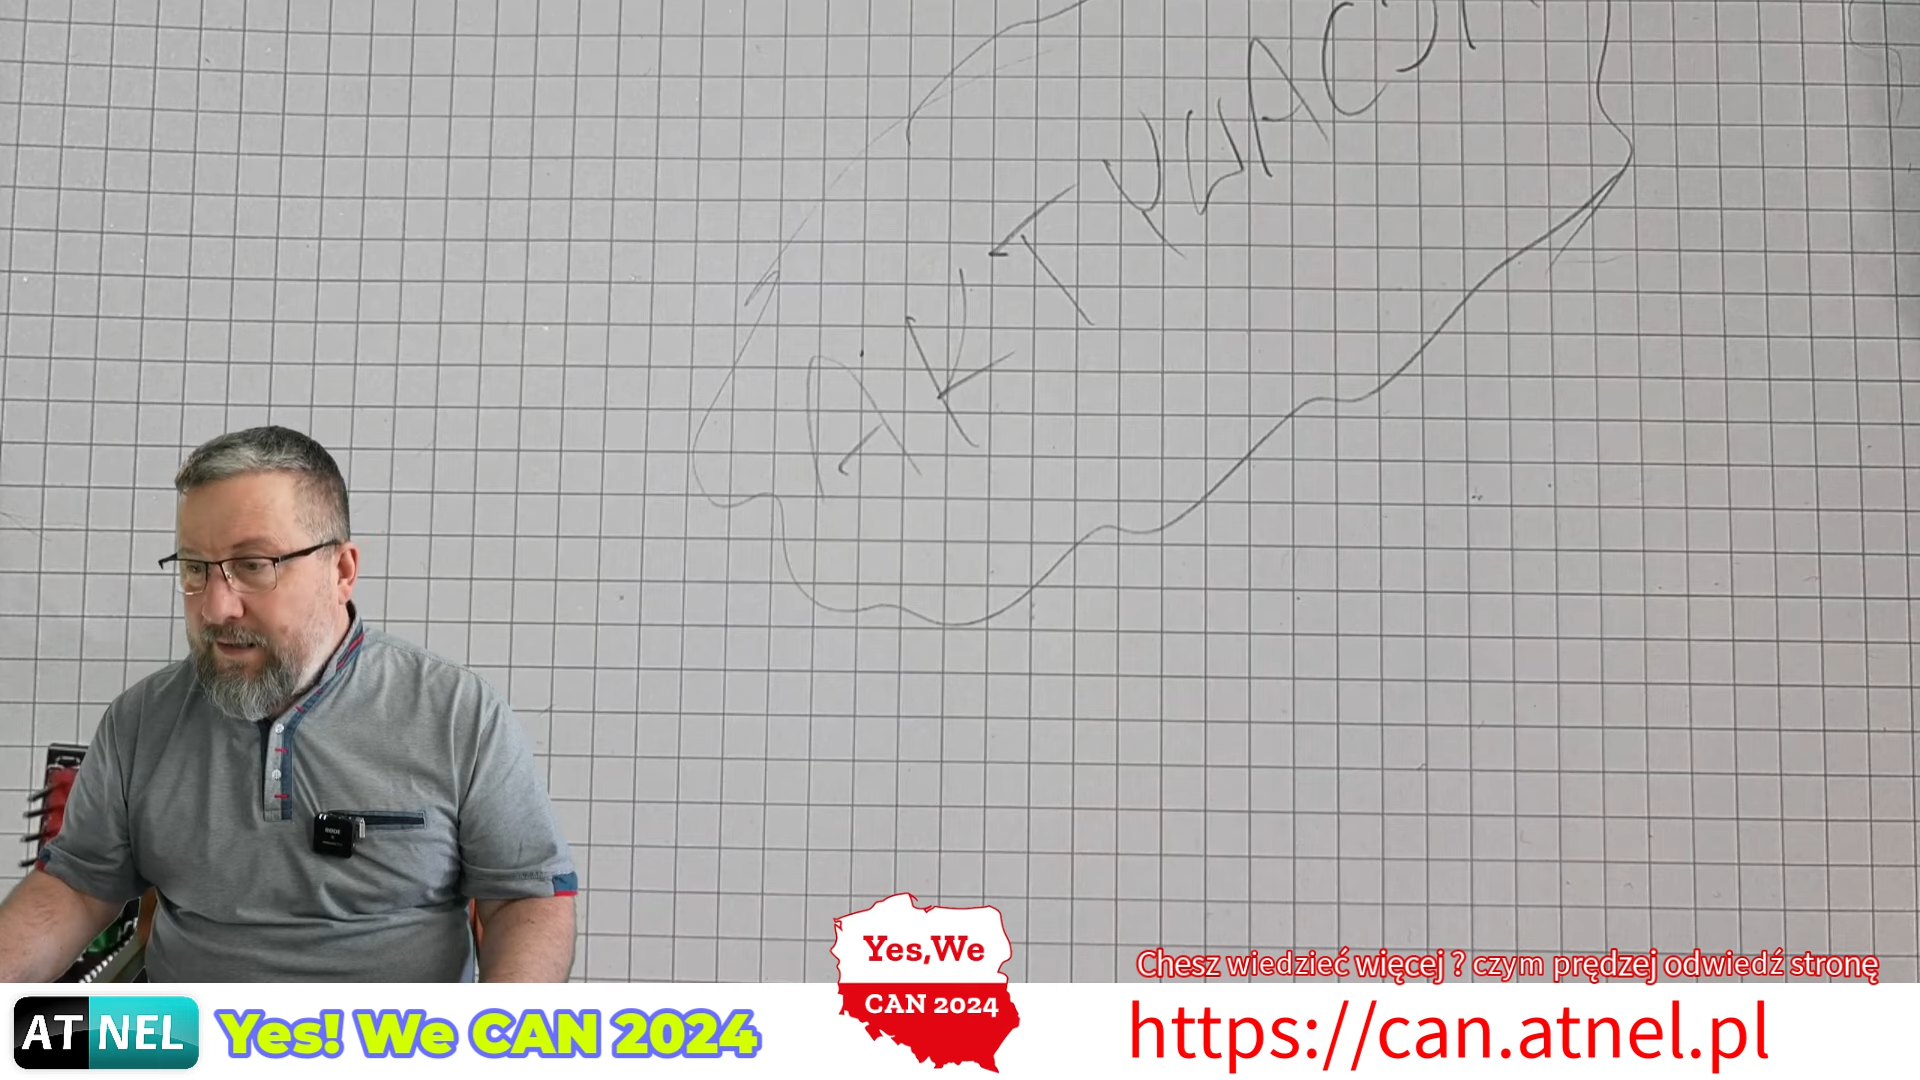 AKTYWACJI
Yes,We
CAN 2024
Chesz wiedzieć więcej ? czym prędzej odwiedź stronę
AT NEL
Yes! We CAN 2024
https://can.atnel.pl